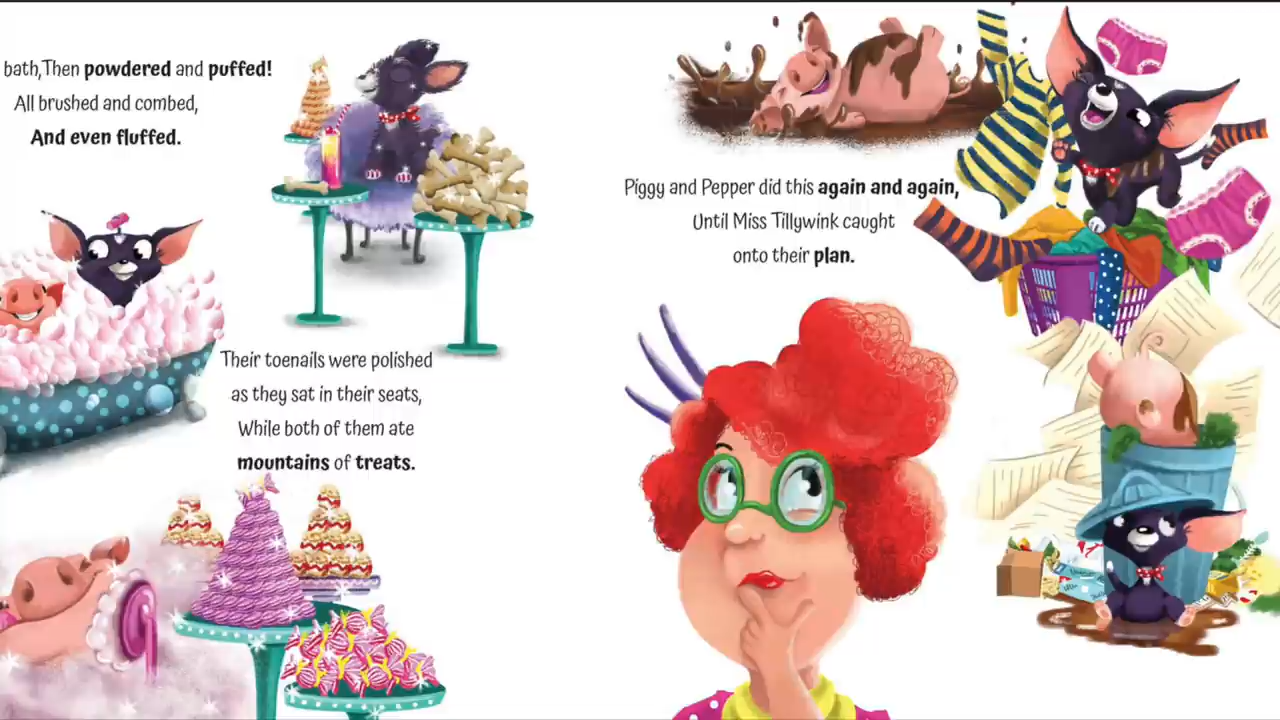 bath,Then powdered and puffed!
All brushed and combed,
And even fluffed.
Their toenails were polished
as they sat in their seats,
While both of them ate
mountains of treats.
Piggy and Pepper did this again and again,
Until Miss Tillywink caught
onto their plan.